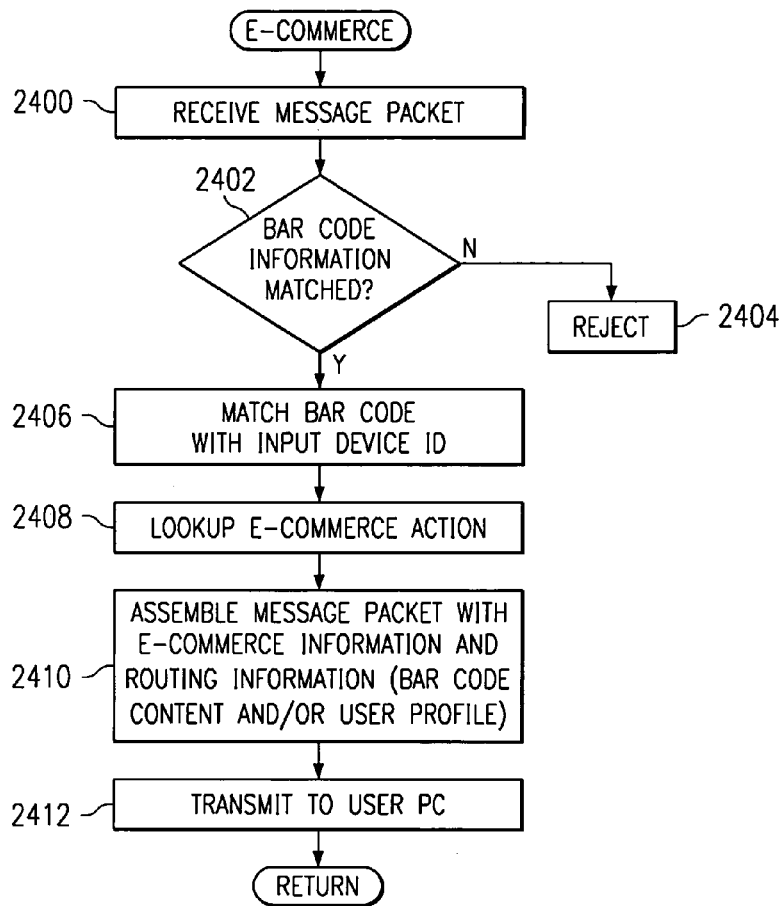 E-COMMERCE
2400
RECEIVE MESSAGE PACKET
2402
BAR CODE
INFORMATION
MATCHED?
N
REJECT
2404
Y
2406
MATCH BAR CODE
WITH INPUT DEVICE ID
2408
LOOKUP E-COMMERCE ACTION
2410
ASSEMBLE MESSAGE PACKET WITH
E-COMMERCE INFORMATION AND
ROUTING INFORMATION (BAR CODE
CONTENT AND/OR USER PROFILE)
2412
TRANSMIT TO USER PC
RETURN